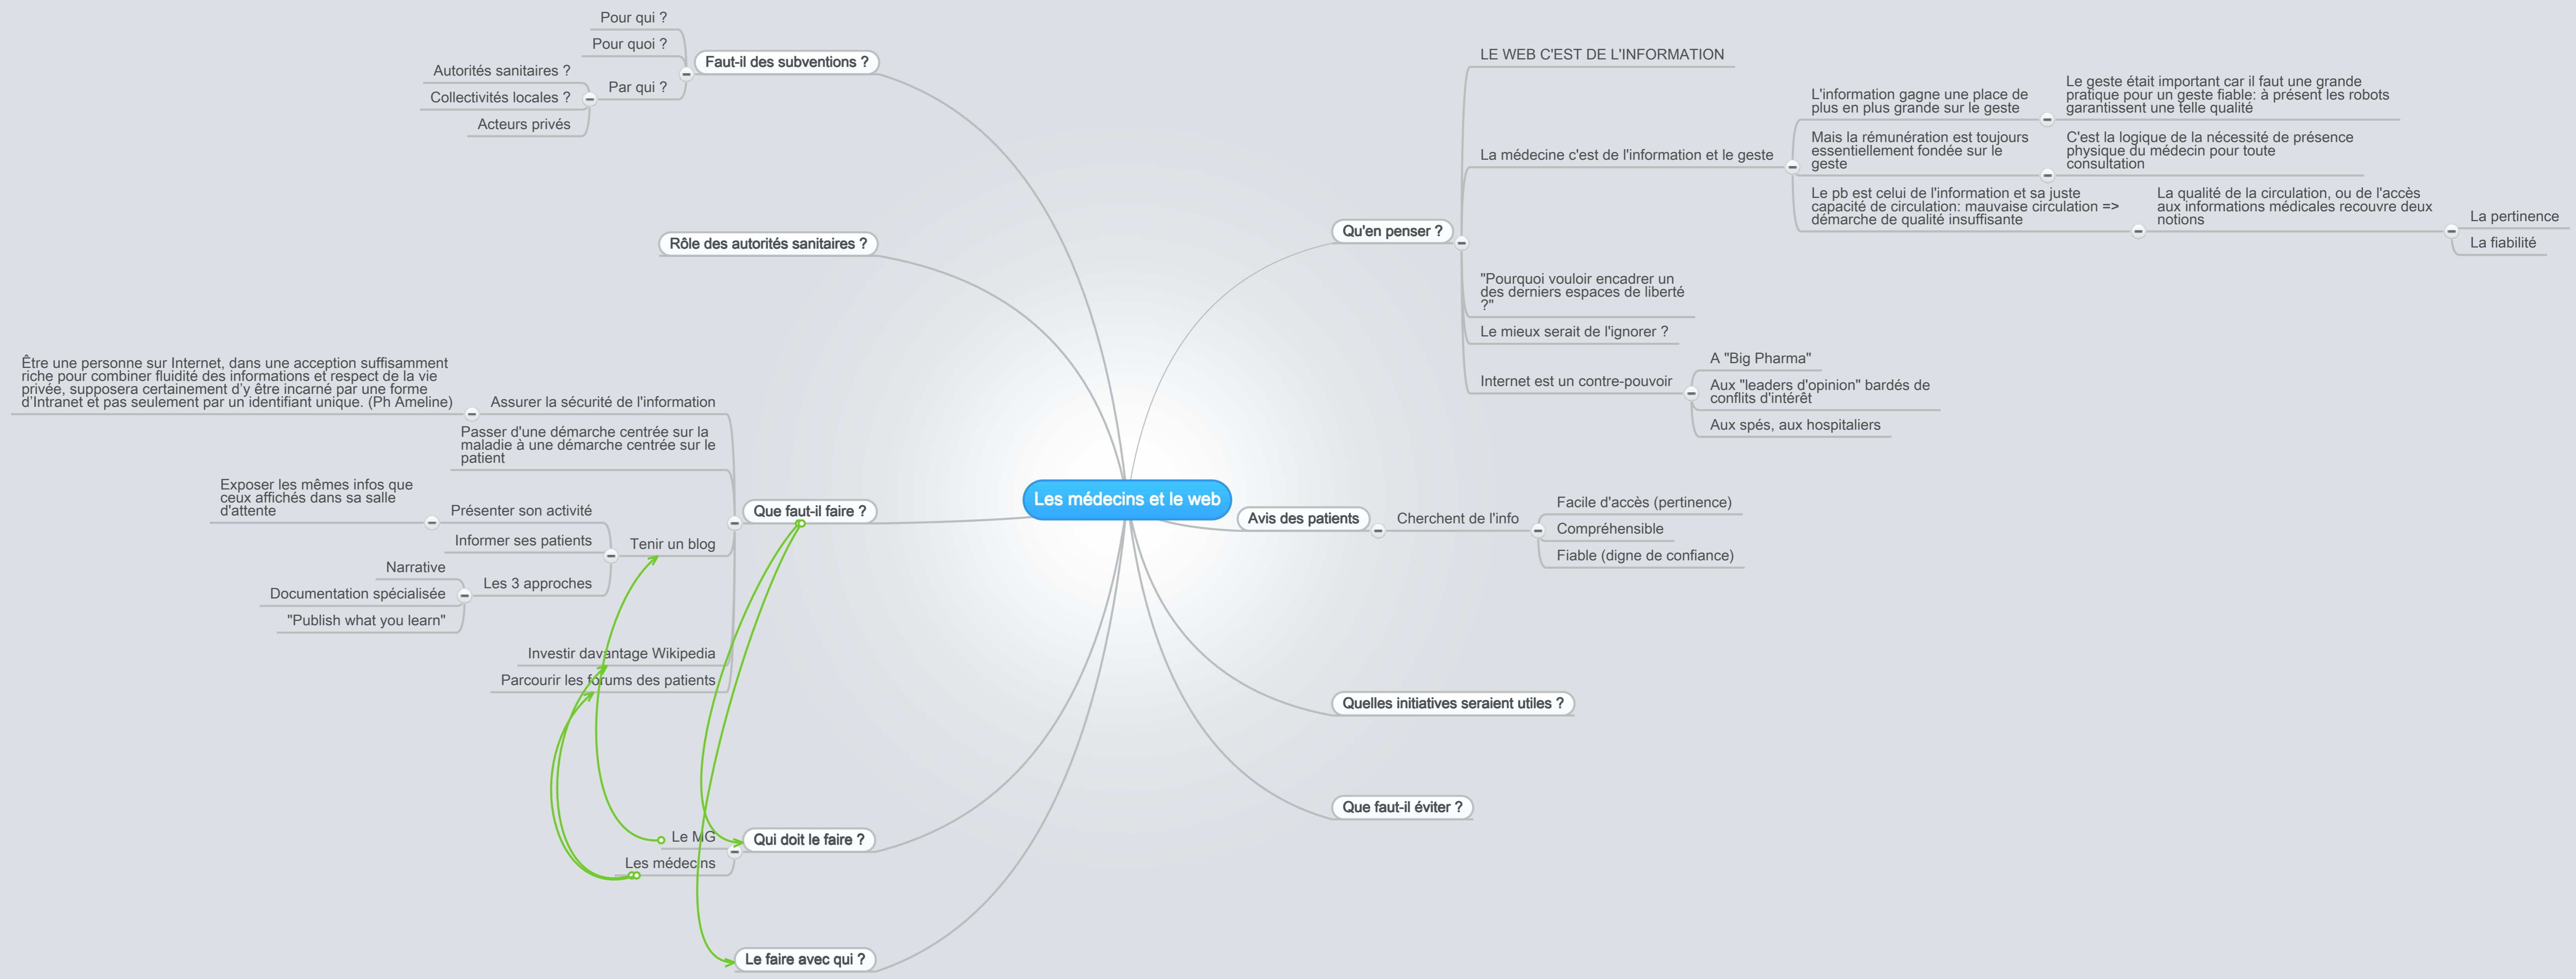 Les médecins et le web
Qu'en penser ?
LE WEB C'EST DE L'INFORMATION
La médecine c'est de l'information et le geste
L'information gagne une place de
plus en plus grande sur le geste
Le geste était important car il faut une grande
pratique pour un geste fiable: à présent les robots
garantissent une telle qualité
Mais la rémunération est toujours
essentiellement fondée sur le
geste
C'est la logique de la nécessité de présence
physique du médecin pour toute
consultation
Le pb est celui de l'information et sa juste
capacité de circulation: mauvaise circulation =>
démarche de qualité insuffisante
La qualité de la circulation, ou de l'accès
aux informations médicales recouvre deux
notions
La pertinence
La fiabilité
"Pourquoi vouloir encadrer un
des derniers espaces de liberté
?"
Le mieux serait de l'ignorer ?
Internet est un contre-pouvoir
A "Big Pharma"
Aux "leaders d'opinion" bardés de
conflits d'intérêt
Aux spés, aux hospitaliers
Avis des patients
Cherchent de l'info
Facile d'accès (pertinence)
Compréhensible
Fiable (digne de confiance)
Quelles initiatives seraient utiles ?
Que faut-il éviter ?
Faut-il des subventions ?
Pour qui ?
Pour quoi ?
Par qui ?
Autorités sanitaires ?
Collectivités locales ?
Acteurs privés
Rôle des autorités sanitaires ?
Que faut-il faire ?
Assurer la sécurité de l'information
Être une personne sur Internet, dans une acception suffisamment
riche pour combiner fluidité des informations et respect de la vie
privée, supposera certainement d’y être incarné par une forme
d’Intranet et pas seulement par un identifiant unique. (Ph Ameline)
Passer d'une démarche centrée sur la
maladie à une démarche centrée sur le
patient
Tenir un blog
Présenter son activité
Exposer les mêmes infos que
ceux affichés dans sa salle
d'attente
Informer ses patients
Les 3 approches
Narrative
Documentation spécialisée
"Publish what you learn"
Investir davantage Wikipedia
Parcourir les forums des patients
Qui doit le faire ?
Le MG
Les médecins
Le faire avec qui ?